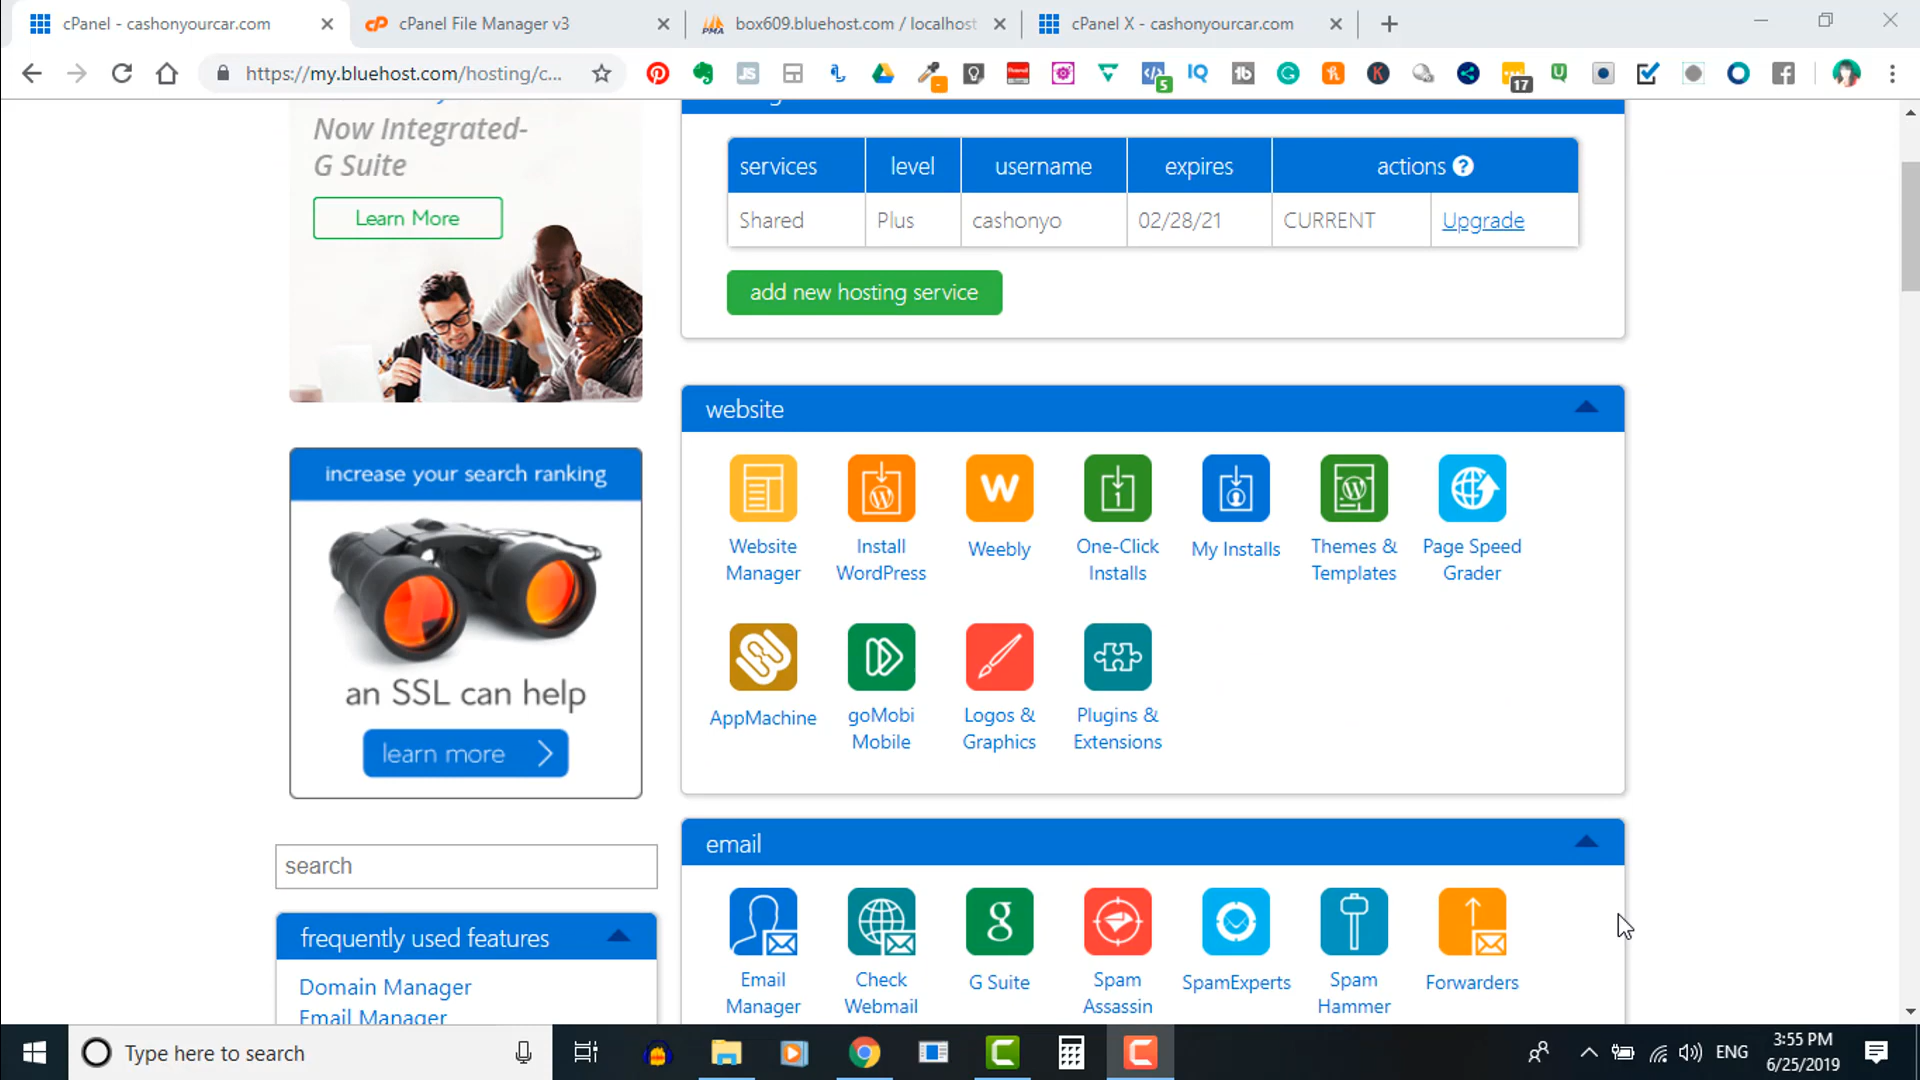 cPanel - cashonyourcar.com
cPanel File Manager v3
box609.bluehost.com / localhost
cPanel X - cashonyourcar.com
https://my.bluehost.com/hosting/c...
5
17
Now Integrated-
G Suite
Learn More
services level username expires actions ?
Shared Plus cashonyo 02/28/21 CURRENT Upgrade
add new hosting service
website
Website Manager
Install WordPress
Weebly
One-Click Installs
My Installs
Themes & Templates
Page Speed Grader
AppMachine
goMobi Mobile
Logos & Graphics
Plugins & Extensions
increase your search ranking
an SSL can help
learn more
search
frequently used features
Domain Manager
Email Manager
email
Email Manager
Check Webmail
G Suite
Spam Assassin
SpamExperts
Spam Hammer
Forwarders
Type here to search
ENG
3:55 PM
6/25/2019